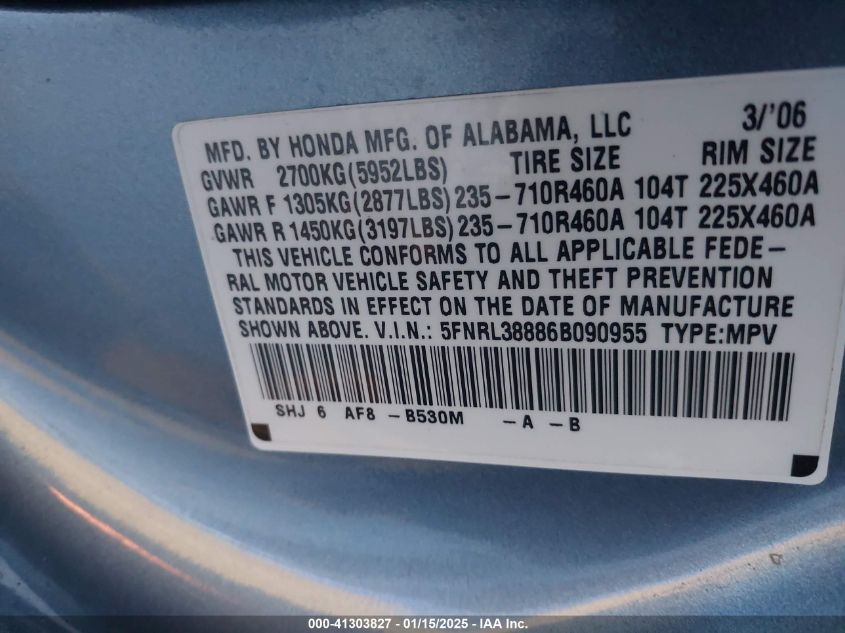 MFD. BY HONDA MFG. OF ALABAMA, LLC 3/'06
GVWR 2700KG(5952LBS) TIRE SIZE RIM SIZE
GAWR F 1305KG(2877LBS) 235-710R460A 104T 225X460A
GAWR R 1450KG(3197LBS) 235-710R460A 104T 225X460A
THIS VEHICLE CONFORMS TO ALL APPLICABLE FEDE-
RAL MOTOR VEHICLE SAFETY AND THEFT PREVENTION
STANDARDS IN EFFECT ON THE DATE OF MANUFACTURE
SHOWN ABOVE. V.I.N.: 5FNRL38886B090955 TYPE:MPV
SHJ 6 AF8 -B530M -A -B
000-41303827 - 01/15/2025 - IAA Inc.